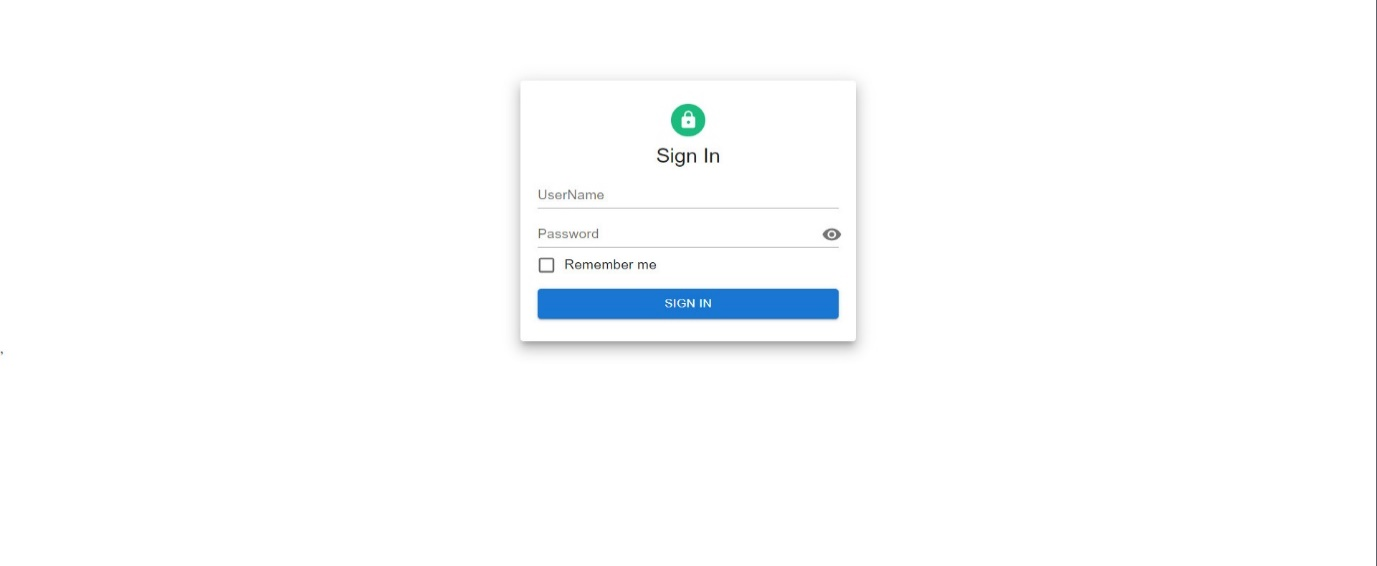 Sign In
UserName
Password
Remember me
SIGN IN
,